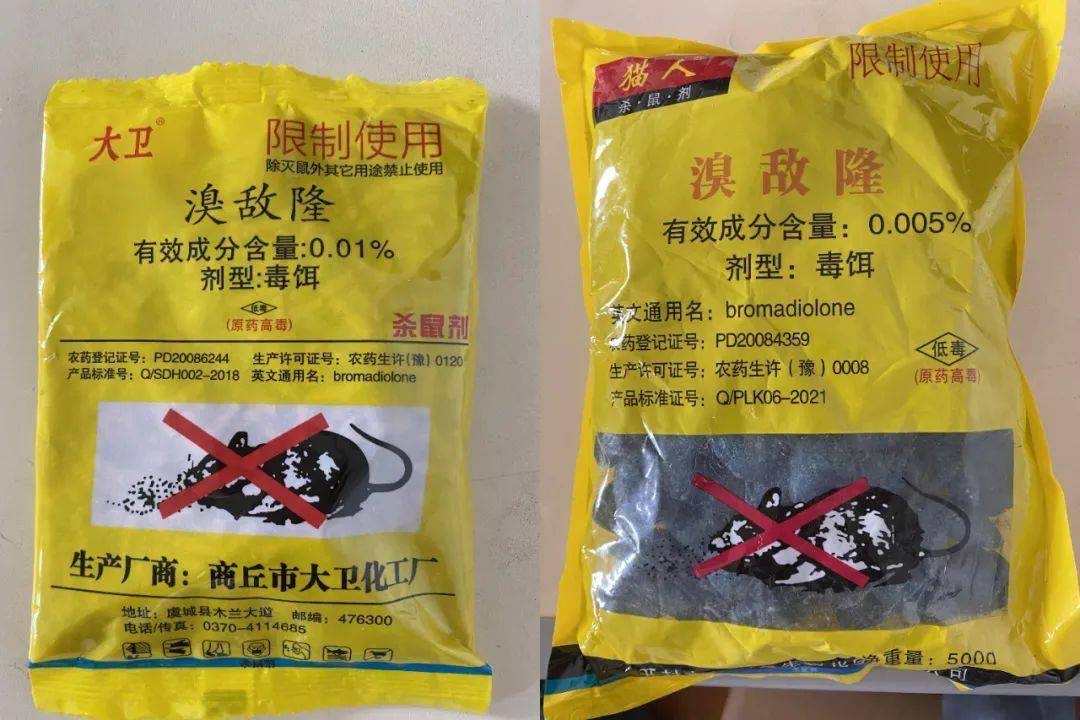 大卫®
限制使用
除灭鼠外其它用途禁止使用
溴敌隆
有效成分含量:0.01%
剂型:毒饵
低毒
(原药高毒)
杀鼠剂
农药登记证号：PD20086244 生产许可证号：农药生许(豫)0120
产品标准号：Q/SDH002-2018 英文通用名：bromadiolone
生产厂商：商丘市大卫化工厂
地址：虞城县木兰大道 邮编：476300
电话/传真：0370-4114685
猫人
杀·鼠·剂
限制使用
溴敌隆
有效成分含量：0.005%
剂型：毒饵
英文通用名：bromadiolone
农药登记证号：PD20084359
生产许可证号：农药生许（豫）0008
产品标准证号：Q/PLK06-2021
低毒
(原药高毒)
净重量：500g